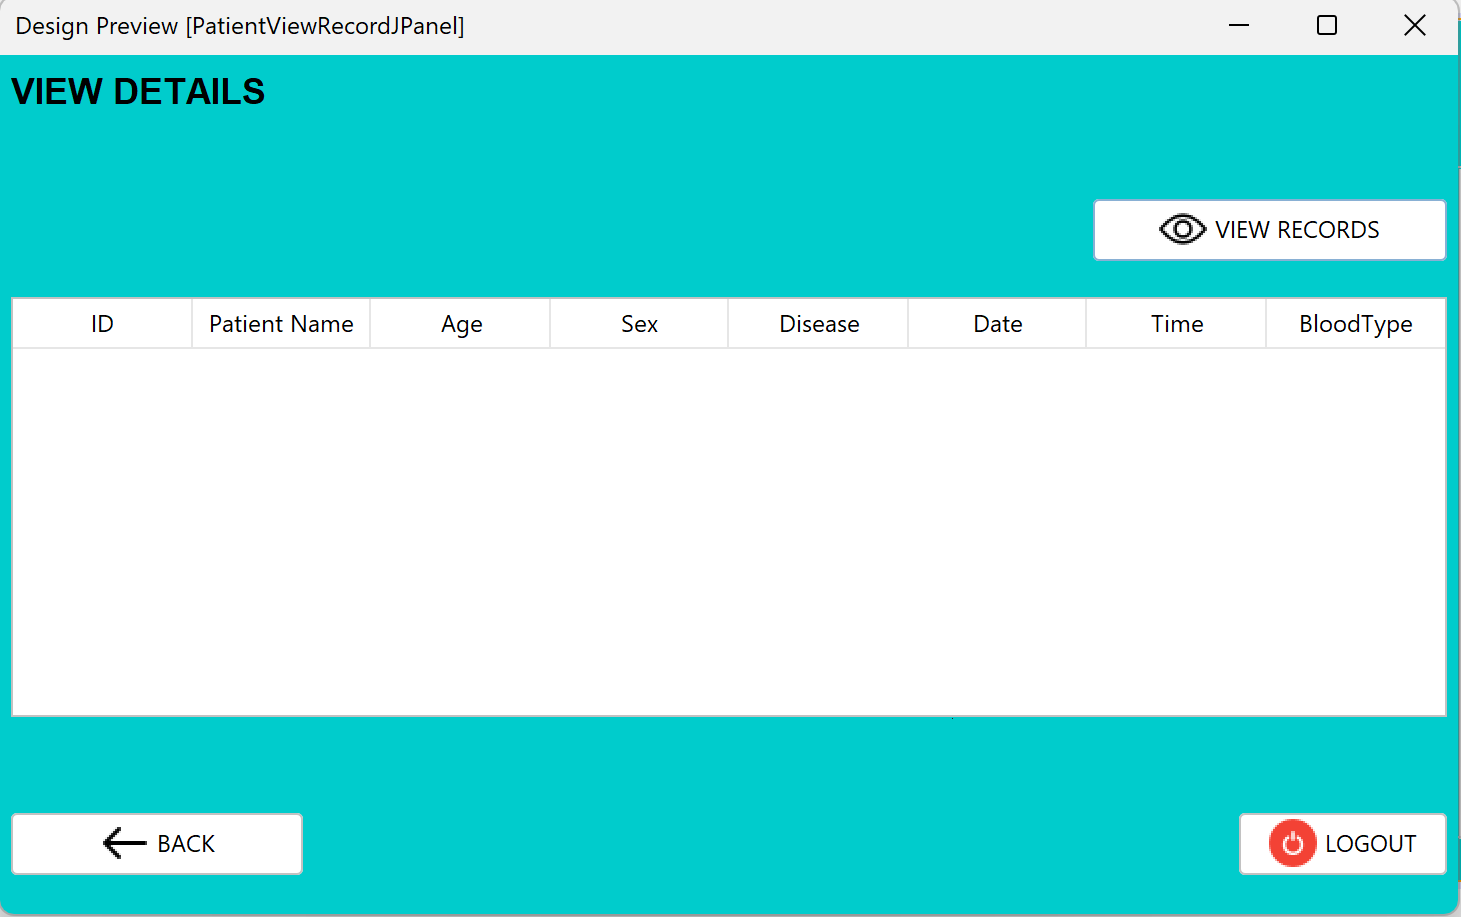 Design Preview [PatientViewRecordJPanel]
VIEW DETAILS
VIEW RECORDS
ID Patient Name Age Sex Disease Date Time BloodType
BACK LOGOUT